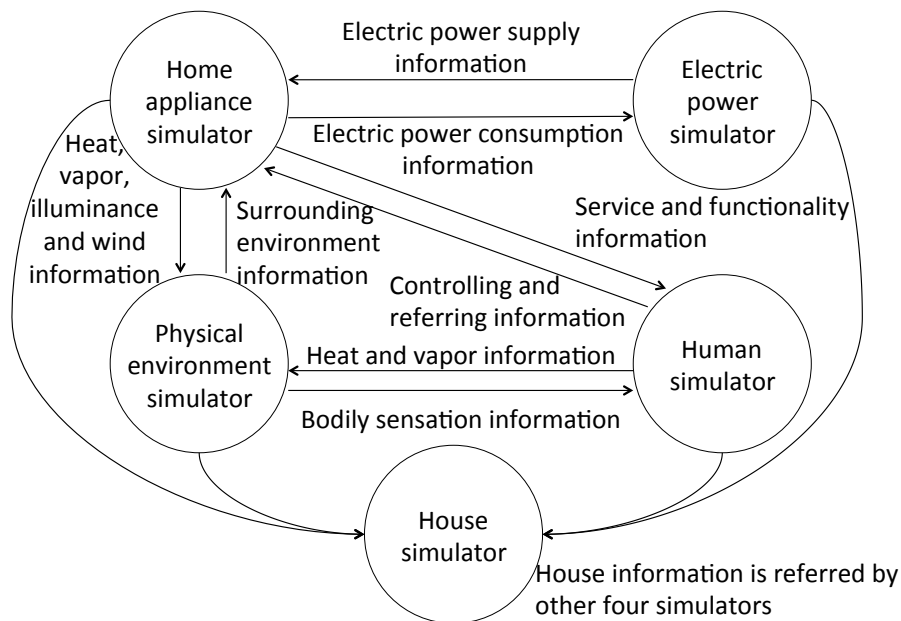 Electric power supply
information
Home
appliance
simulator
Electric
power
simulator
Electric power consumption
information
Heat,
vapor,
illuminance
and wind
information
Surrounding
environment
information
Service and functionality
information
Controlling and
referring information
Physical
environment
simulator
Heat and vapor information
Human
simulator
Bodily sensation information
House
simulator
House information is referred by
other four simulators